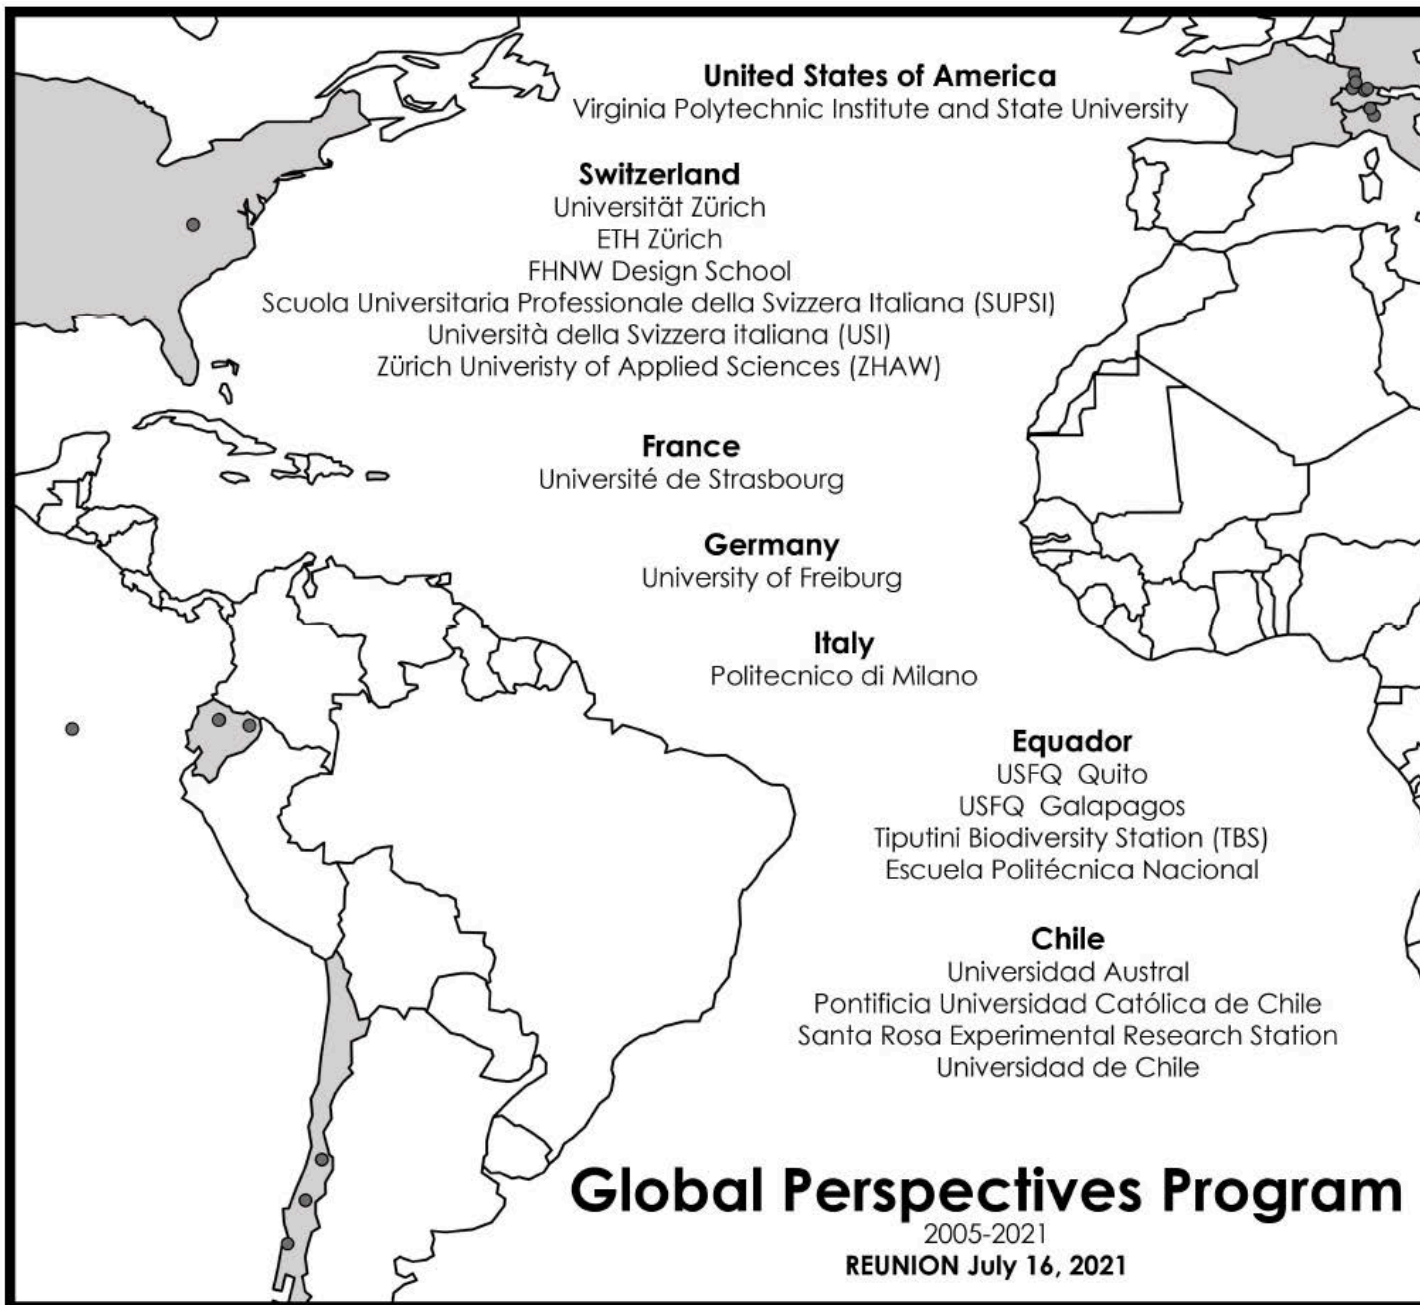 United States of America
Virginia Polytechnic Institute and State University
Switzerland
Universität Zürich
ETH Zürich
FHNW Design School
Scuola Universitaria Professionale della Svizzera Italiana (SUPSI)
Università della Svizzera italiana (USI)
Zürich Univeristy of Applied Sciences (ZHAW)
France
Université de Strasbourg
Germany
University of Freiburg
Italy
Politecnico di Milano
Equador
USFQ  Quito
USFQ  Galapagos
Tiputini Biodiversity Station (TBS)
Escuela Politécnica Nacional
Chile
Universidad Austral
Pontificia Universidad Católica de Chile
Santa Rosa Experimental Research Station
Universidad de Chile
Global Perspectives Program
2005-2021
REUNION July 16, 2021